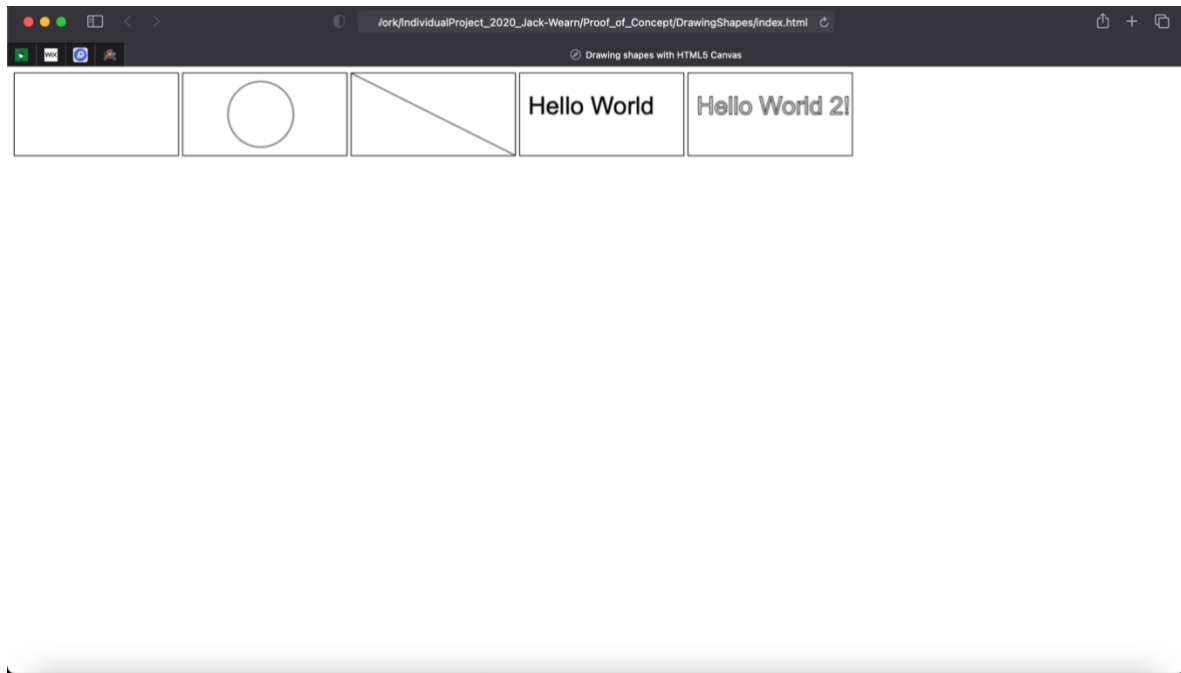 /ork/IndividualProject_2020_Jack-Wearn/Proof_of_Concept/DrawingShapes/index.html
WIX
Drawing shapes with HTML5 Canvas
Hello World
Hello World 2!